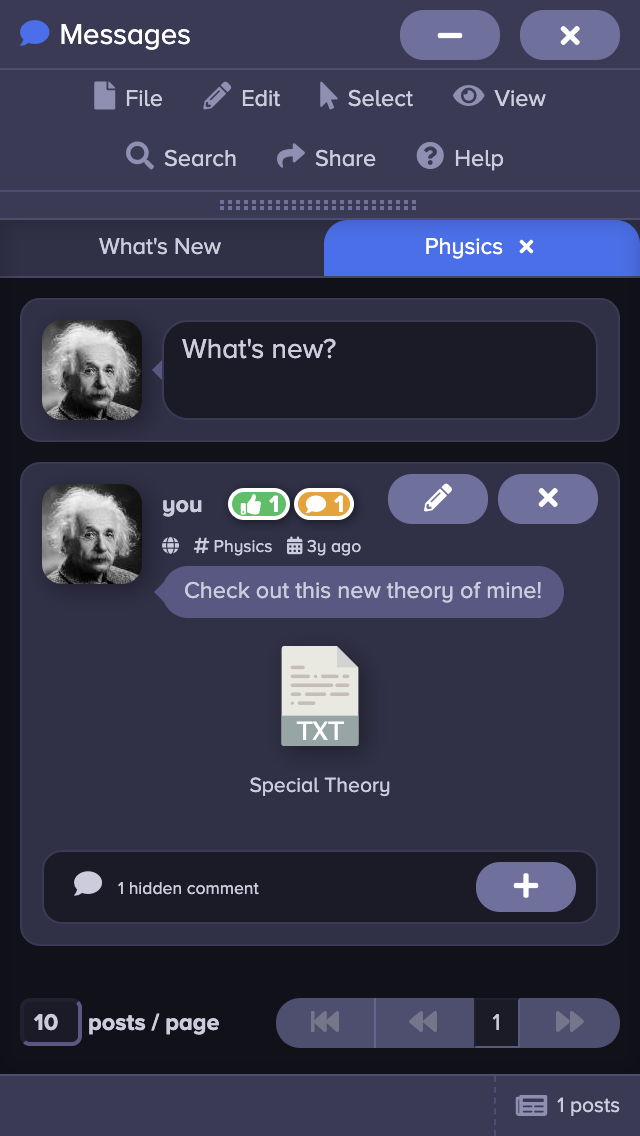 Messages
File Edit Select View
Search Share Help
What's New Physics
What's new?
you 1 1
# Physics 3y ago
Check out this new theory of mine!
TXT
Special Theory
1 hidden comment
10 posts / page 1
1 posts